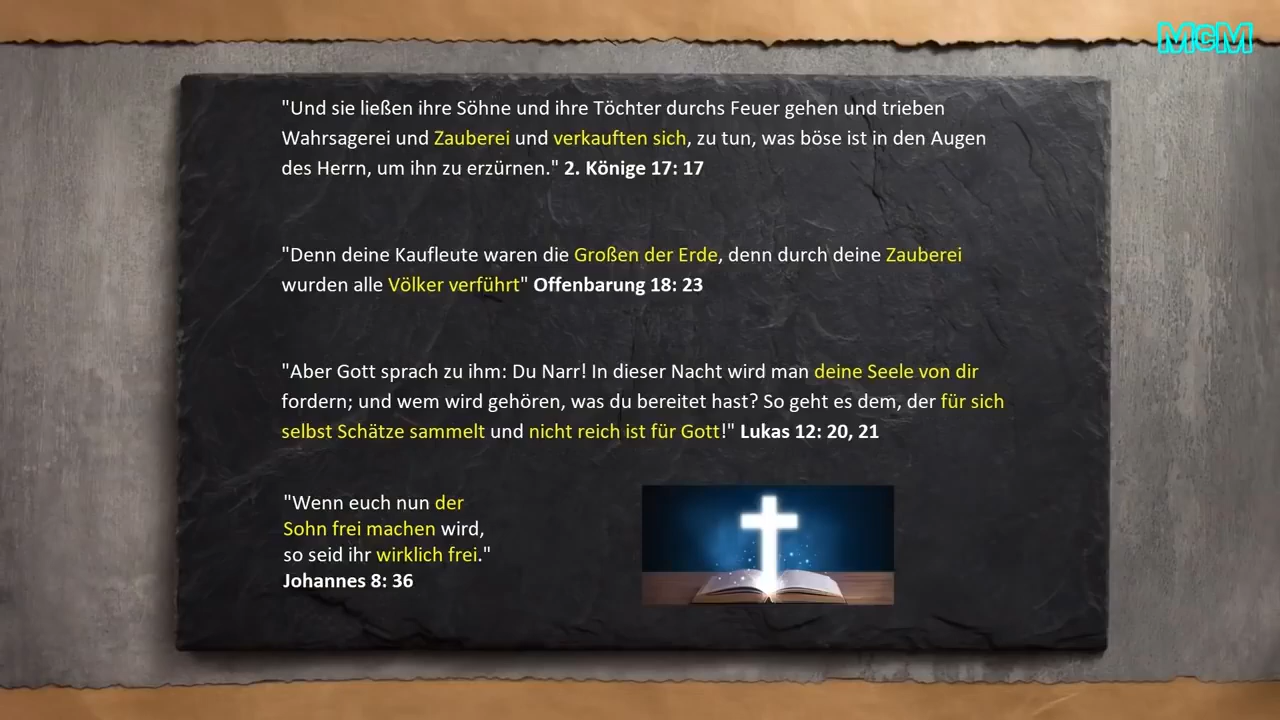 McM
"Und sie ließen ihre Söhne und ihre Töchter durchs Feuer gehen und trieben
Wahrsagerei und Zauberei und verkauften sich, zu tun, was böse ist in den Augen
des Herrn, um ihn zu erzürnen." 2. Könige 17: 17
"Denn deine Kaufleute waren die Großen der Erde, denn durch deine Zauberei
wurden alle Völker verführt" Offenbarung 18: 23
"Aber Gott sprach zu ihm: Du Narr! In dieser Nacht wird man deine Seele von dir
fordern; und wem wird gehören, was du bereitet hast? So geht es dem, der für sich
selbst Schätze sammelt und nicht reich ist für Gott!" Lukas 12: 20, 21
"Wenn euch nun der
Sohn frei machen wird,
so seid ihr wirklich frei."
Johannes 8: 36